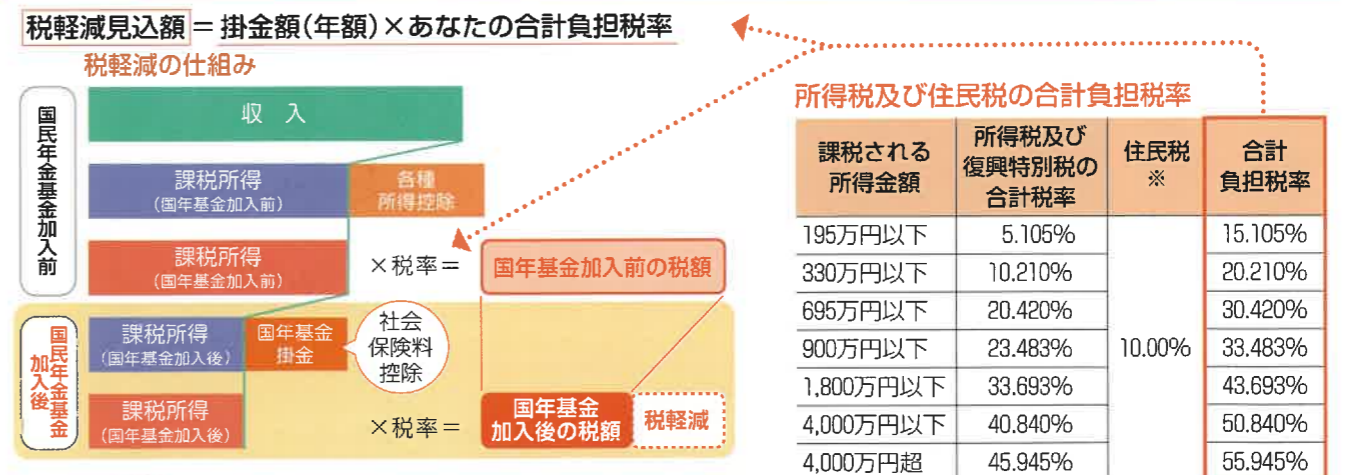 税軽減見込額＝掛金額(年額)×あなたの合計負担税率
税軽減の仕組み
国民年金基金加入前
収 入
課税所得
(国年基金加入前)
各種
所得控除
課税所得
(国年基金加入前)
×税率＝
国年基金加入前の税額
国民年金基金
加入後
課税所得
(国年基金加入後)
国年基金
掛金
社会
保険料
控除
課税所得
(国年基金加入後)
×税率＝
国年基金
加入後の税額
税軽減
所得税及び住民税の合計負担税率
課税される
所得金額
所得税及び
復興特別税の
合計税率
住民税
※
合計
負担税率
195万円以下 5.105% 15.105%
330万円以下 10.210% 20.210%
695万円以下 20.420% 30.420%
900万円以下 23.483% 10.00% 33.483%
1,800万円以下 33.693% 43.693%
4,000万円以下 40.840% 50.840%
4,000万円超 45.945% 55.945%